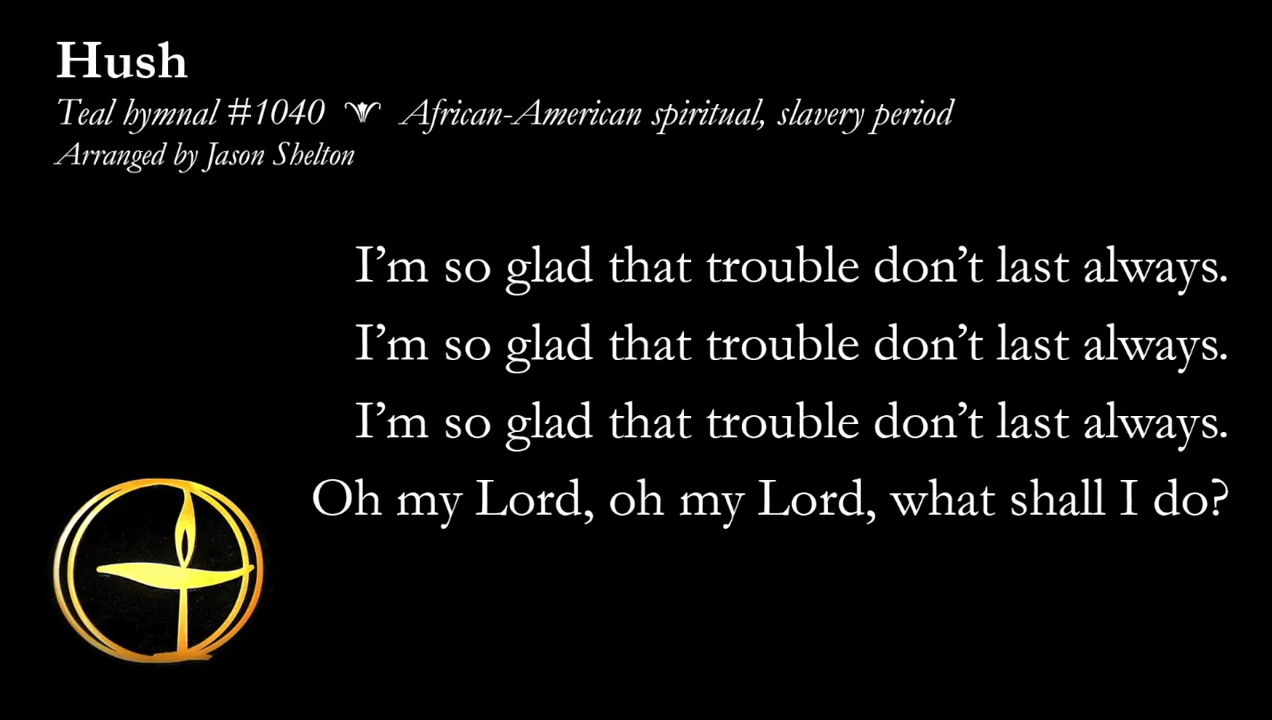 Hush
Teal hymnal #1040 African-American spiritual, slavery period
Arranged by Jason Shelton
I’m so glad that trouble don’t last always.
I’m so glad that trouble don’t last always.
I’m so glad that trouble don’t last always.
Oh my Lord, oh my Lord, what shall I do?